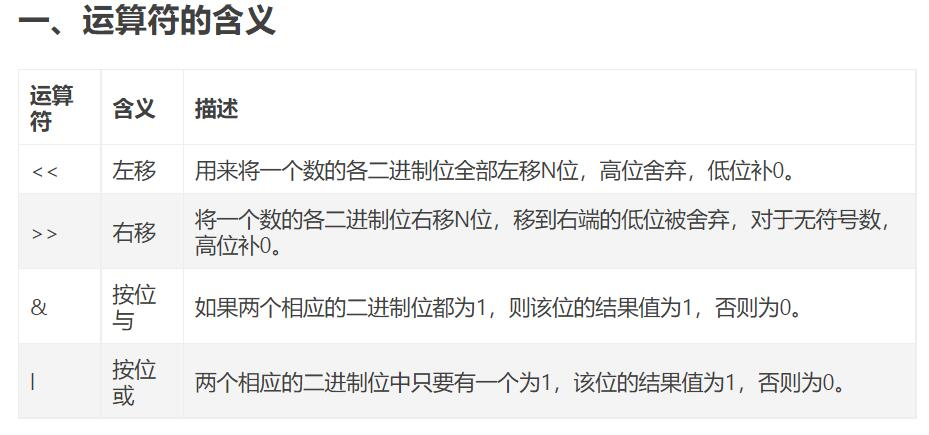 一、运算符的含义
运算
符
含义
描述
<<
左移
用来将一个数的各二进制位全部左移N位，高位舍弃，低位补0。
>>
右移
将一个数的各二进制位右移N位，移到右端的低位被舍弃，对于无符号数，
高位补0。
&
按位
与
如果两个相应的二进制位都为1，则该位的结果值为1，否则为0。
|
按位
或
两个相应的二进制位中只要有一个为1，该位的结果值为1，否则为0。